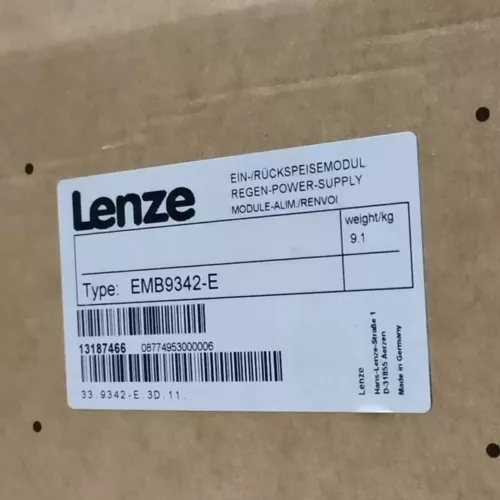 Lenze
EIN-/RÜCKSPEISEMODUL
REGEN-POWER-SUPPLY
MODULE-ALIM./RENVOI
weight/kg
9.1
Type: EMB9342-E
13187466 08774953000006
33.9342-E.3D.11.
Lenze
Hans-Lenze-Straße 1
D-31855 Aerzen
Made in Germany